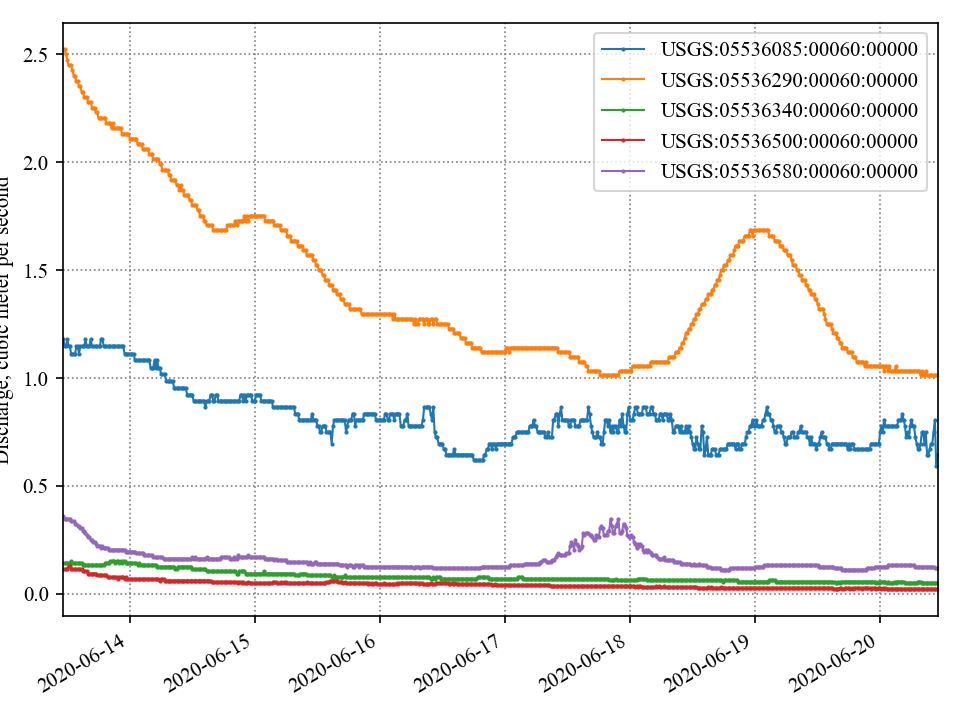 Discharge, cubic meter per second
2.5
2.0
1.5
1.0
0.5
0.0
USGS:05536085:00060:00000
USGS:05536290:00060:00000
USGS:05536340:00060:00000
USGS:05536500:00060:00000
USGS:05536580:00060:00000
2020-06-14
2020-06-15
2020-06-16
2020-06-17
2020-06-18
2020-06-19
2020-06-20